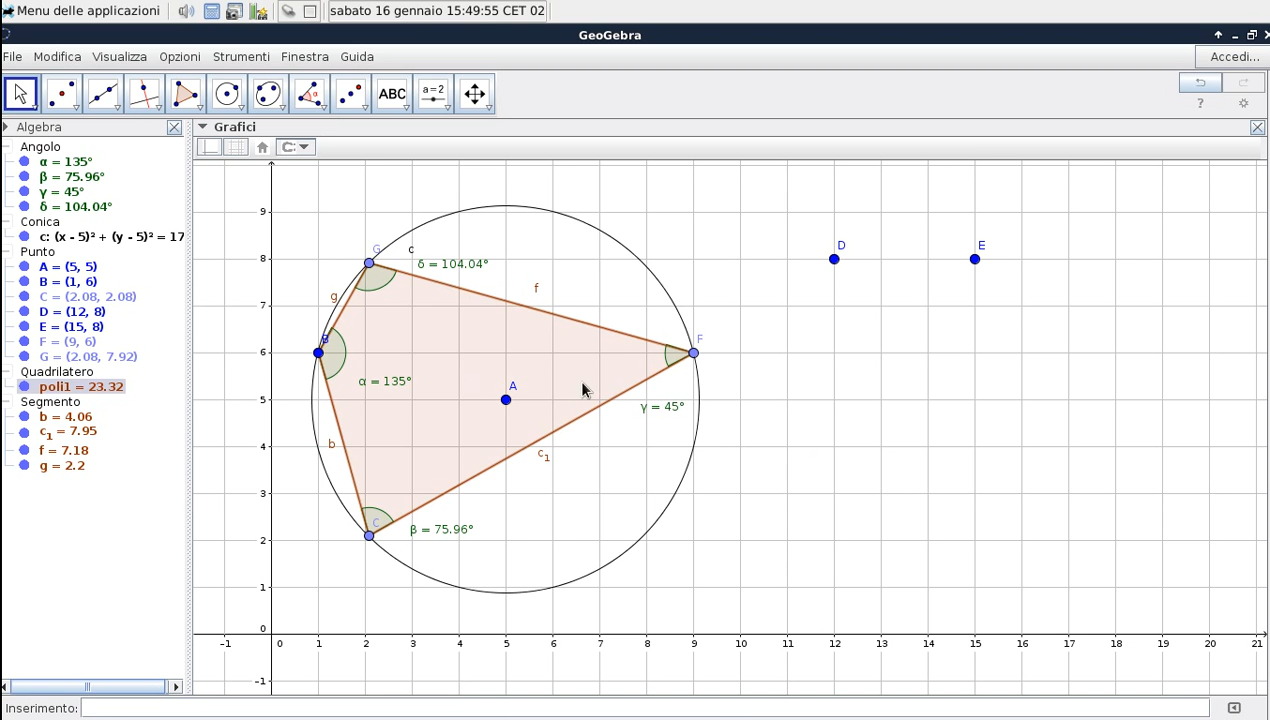 Menu delle applicazioni
sabato 16 gennaio 15:49:55 CET 02
GeoGebra
File Modifica Visualizza Opzioni Strumenti Finestra Guida Accedi...
α ABC a=2 ?
Algebra
Grafici
C:
Angolo
α = 135°
β = 75.96°
γ = 45°
δ = 104.04°
Conica
c: (x - 5)² + (y - 5)² = 17
Punto
A = (5, 5)
B = (1, 6)
C = (2.08, 2.08)
D = (12, 8)
E = (15, 8)
F = (9, 6)
G = (2.08, 7.92)
Quadrilatero
poli1 = 23.32
Segmento
b = 4.06
c₁ = 7.95
f = 7.18
g = 2.2
9
8
7
6
5
4
3
2
1
0
-1
G c
δ = 104.04°
D E
g f
B F
α = 135°
A
γ = 45°
b c₁
C
β = 75.96°
-1 0 1 2 3 4 5 6 7 8 9 10 11 12 13 14 15 16 17 18 19 20 21
Inserimento: